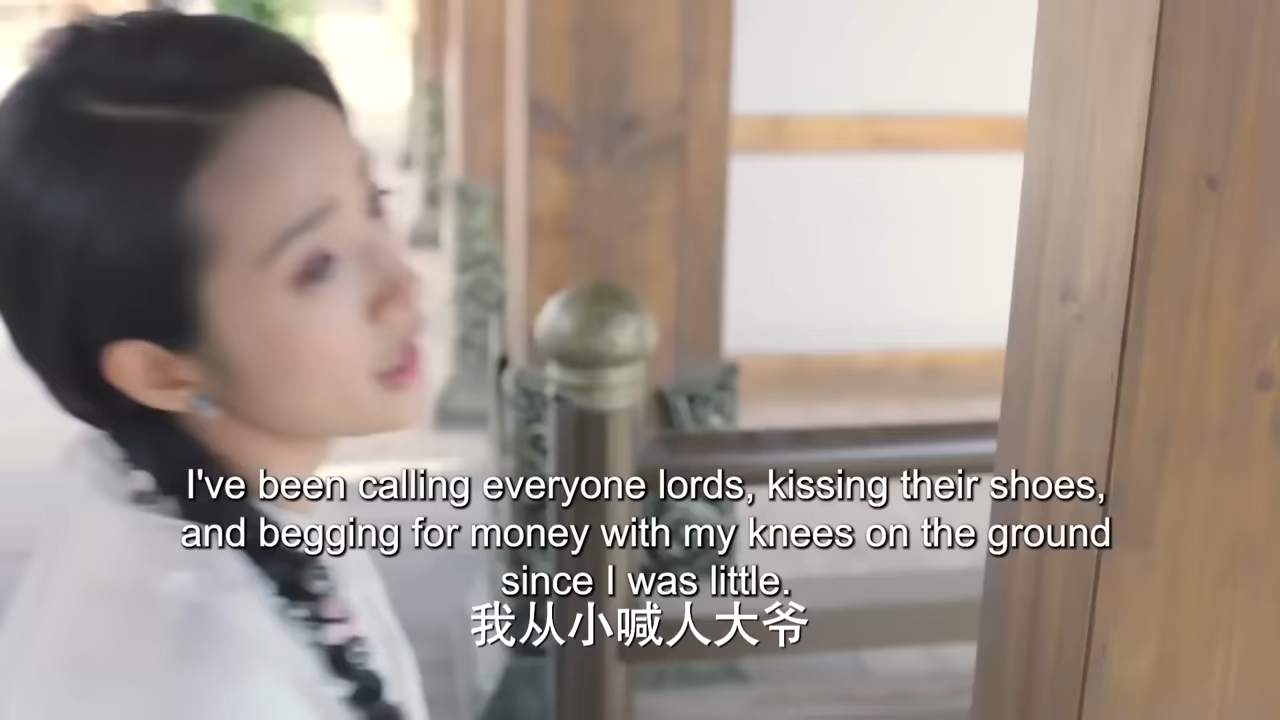 I've been calling everyone lords, kissing their shoes,
and begging for money with my knees on the ground
since I was little.
我从小喊人大爷